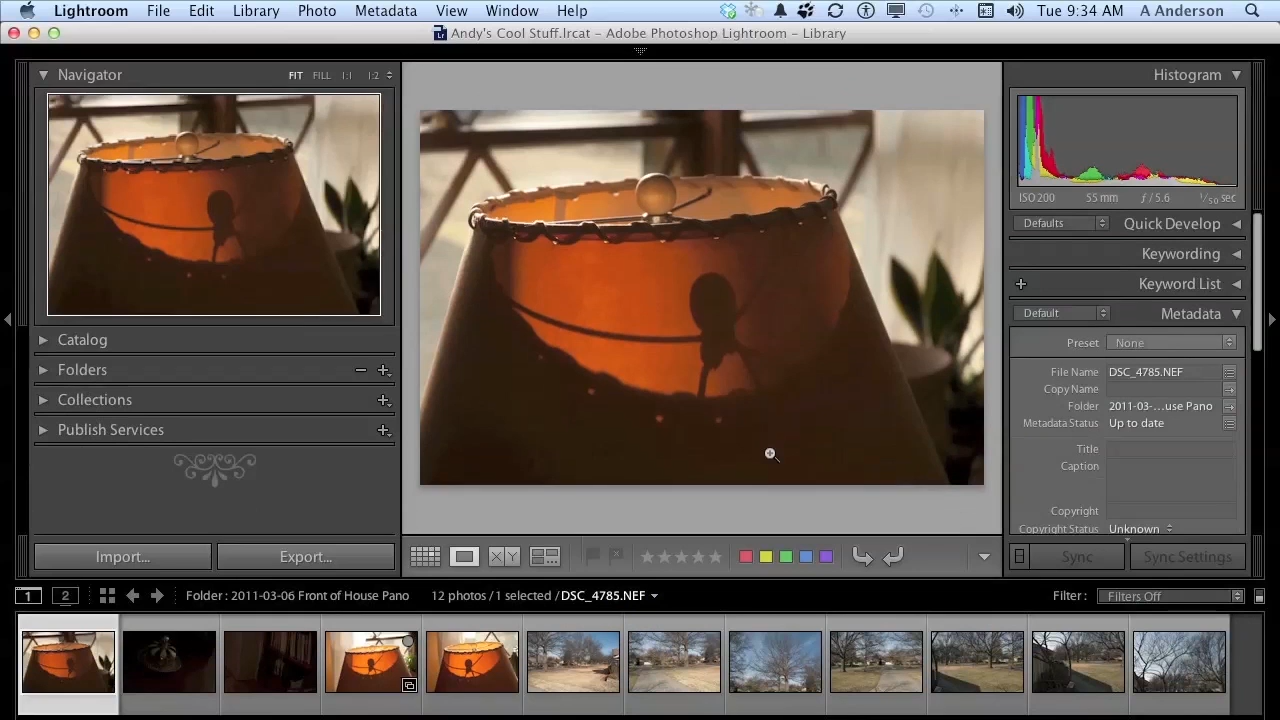 Lightroom File Edit Library Photo Metadata View Window Help Tue 9:34 AM A Anderson
Andy's Cool Stuff.lrcat - Adobe Photoshop Lightroom - Library
Navigator FIT FILL 1:1 1:2
Catalog
Folders
Collections
Publish Services
Import... Export...
Histogram
ISO 200 55 mm ƒ / 5.6 1/50 sec
Defaults Quick Develop
Keywording
Keyword List
Default Metadata
Preset None
File Name DSC_4785.NEF
Copy Name
Folder 2011-03-...use Pano
Metadata Status Up to date
Title
Caption
Copyright
Copyright Status Unknown
Sync Sync Settings
X Y
1 2 Folder : 2011-03-06 Front of House Pano 12 photos / 1 selected / DSC_4785.NEF Filter : Filters Off